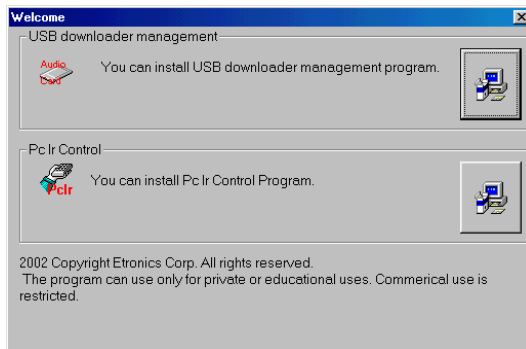 Welcome
USB downloader management
Audio
Card
You can install USB downloader management program.
Pc Ir Control
PcIr
You can install Pc Ir Control Program.
2002 Copyright Etronics Corp. All rights reserved.
The program can use only for private or educational uses. Commerical use is
restricted.